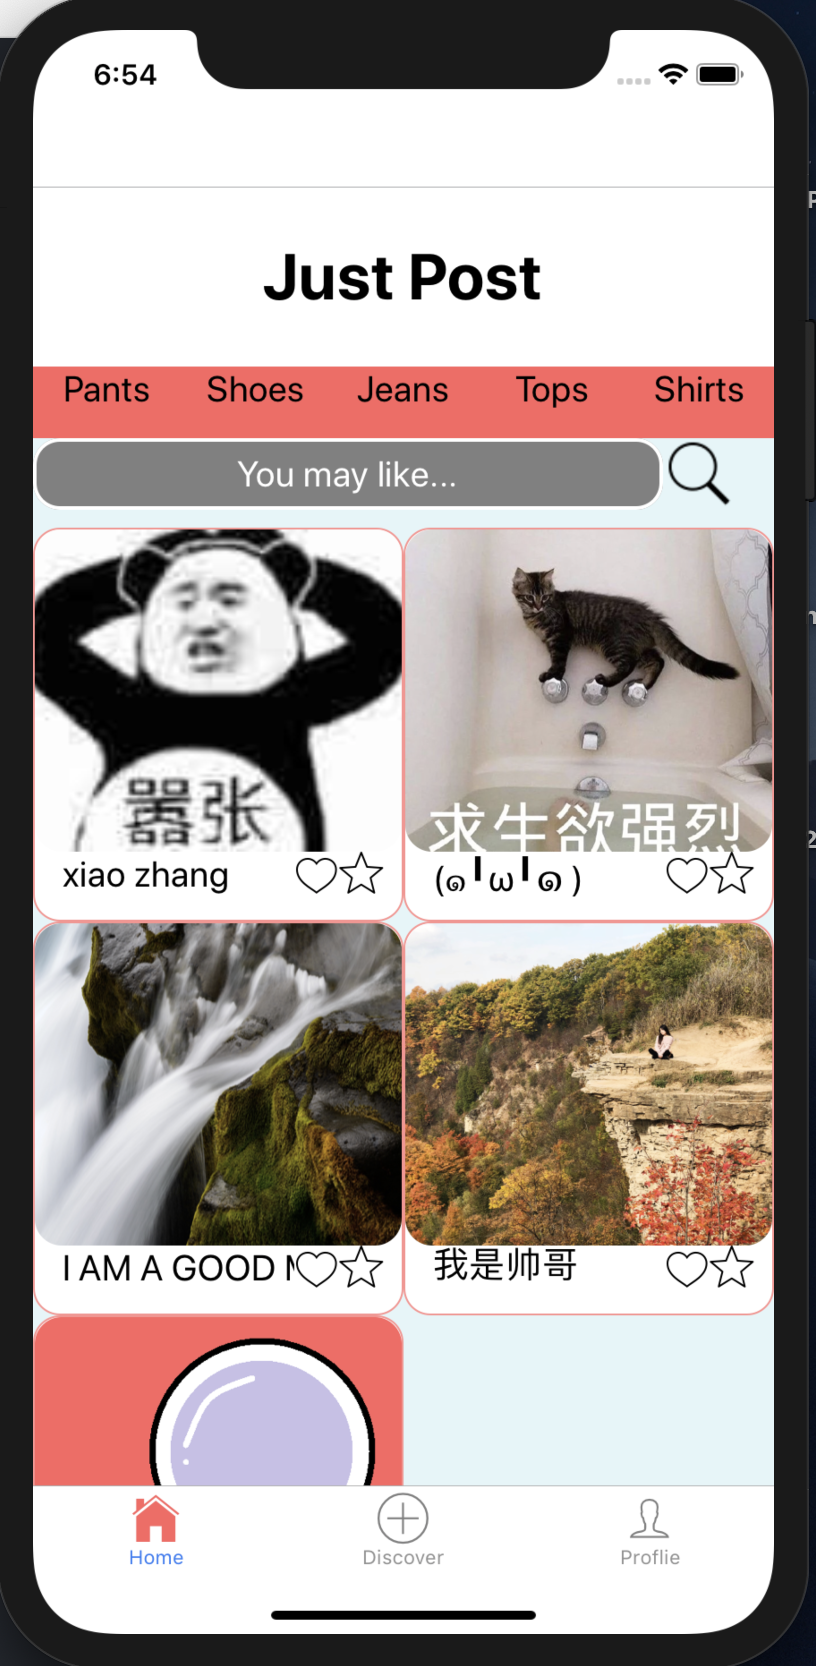 6:54
Just Post
Pants Shoes Jeans Tops Shirts
You may like...
嚣张
求生欲强烈
xiao zhang
(๑╹ω╹๑)
I AM A GOOD
我是帅哥
Home Discover Proflie